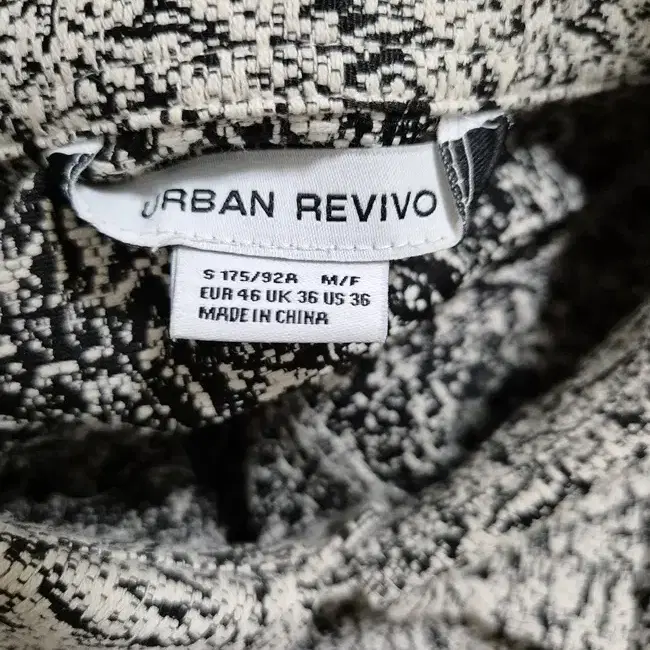 URBAN REVIVO
S 175/92A M/F
EUR 46 UK 36 US 36
MADE IN CHINA